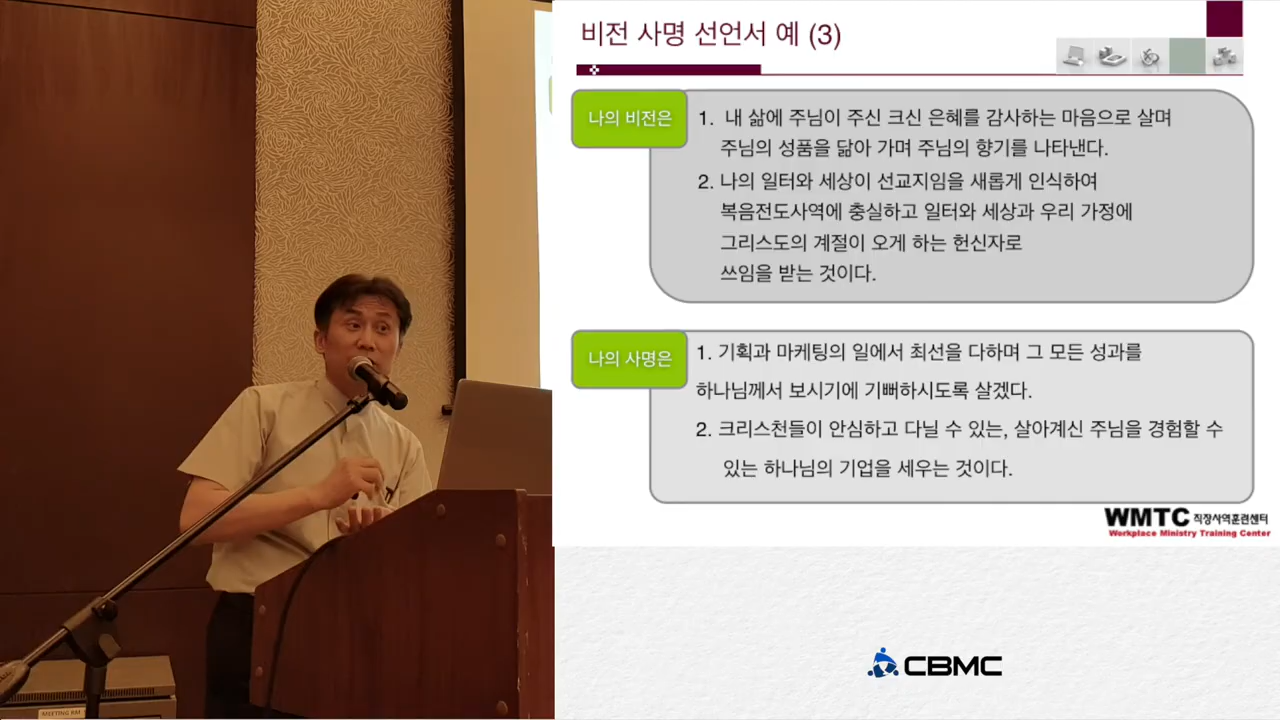 비전 사명 선언서 예 (3)
나의 비전은
1. 내 삶에 주님이 주신 크신 은혜를 감사하는 마음으로 살며
주님의 성품을 닮아 가며 주님의 향기를 나타낸다.
2. 나의 일터와 세상이 선교지임을 새롭게 인식하여
복음전도사역에 충실하고 일터와 세상과 우리 가정에
그리스도의 계절이 오게 하는 헌신자로
쓰임을 받는 것이다.
나의 사명은
1. 기획과 마케팅의 일에서 최선을 다하며 그 모든 성과를
하나님께서 보시기에 기뻐하시도록 살겠다.
2. 크리스천들이 안심하고 다닐 수 있는, 살아계신 주님을 경험할 수
있는 하나님의 기업을 세우는 것이다.
WMTC 직장사역훈련센터
Workplace Ministry Training Center
CBMC
MEETING RM